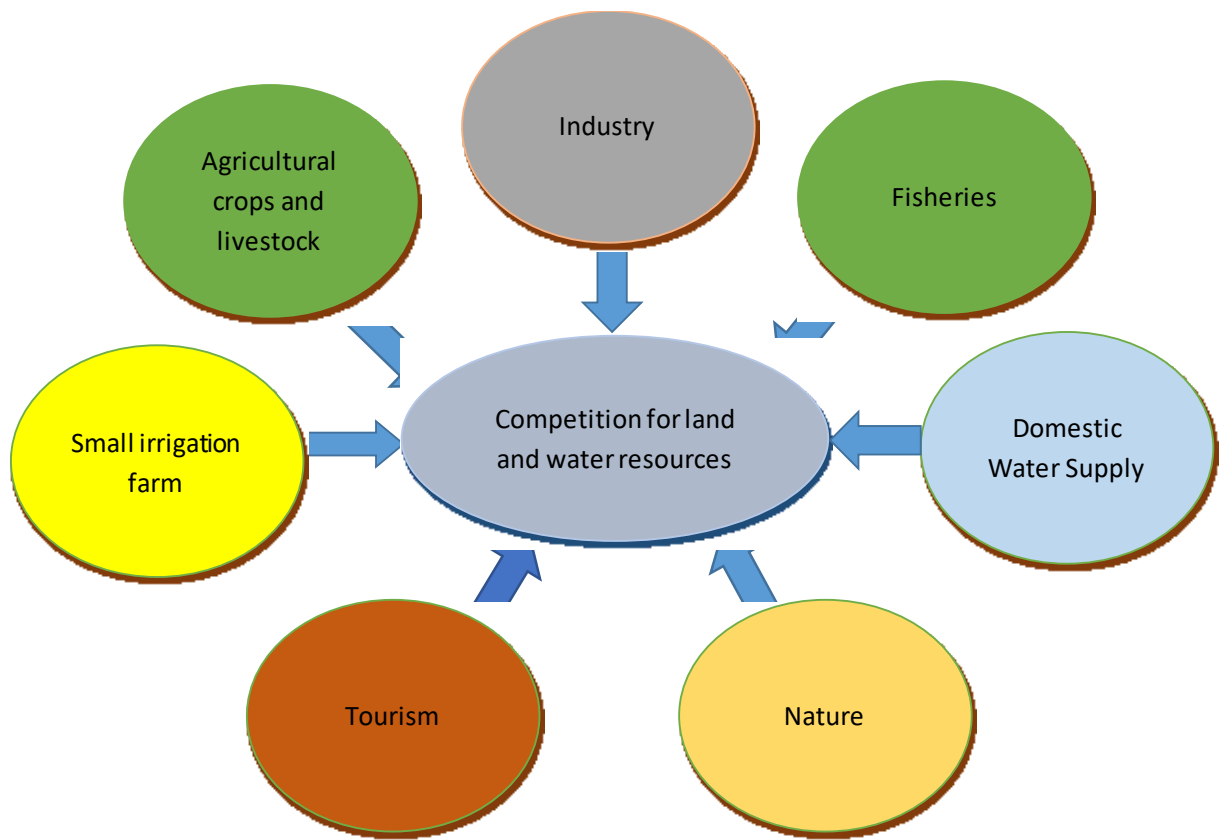 Industry
Agricultural
crops and
livestock
Fisheries
Small irrigation
farm
Competition for land
and water resources
Domestic
Water Supply
Tourism
Nature